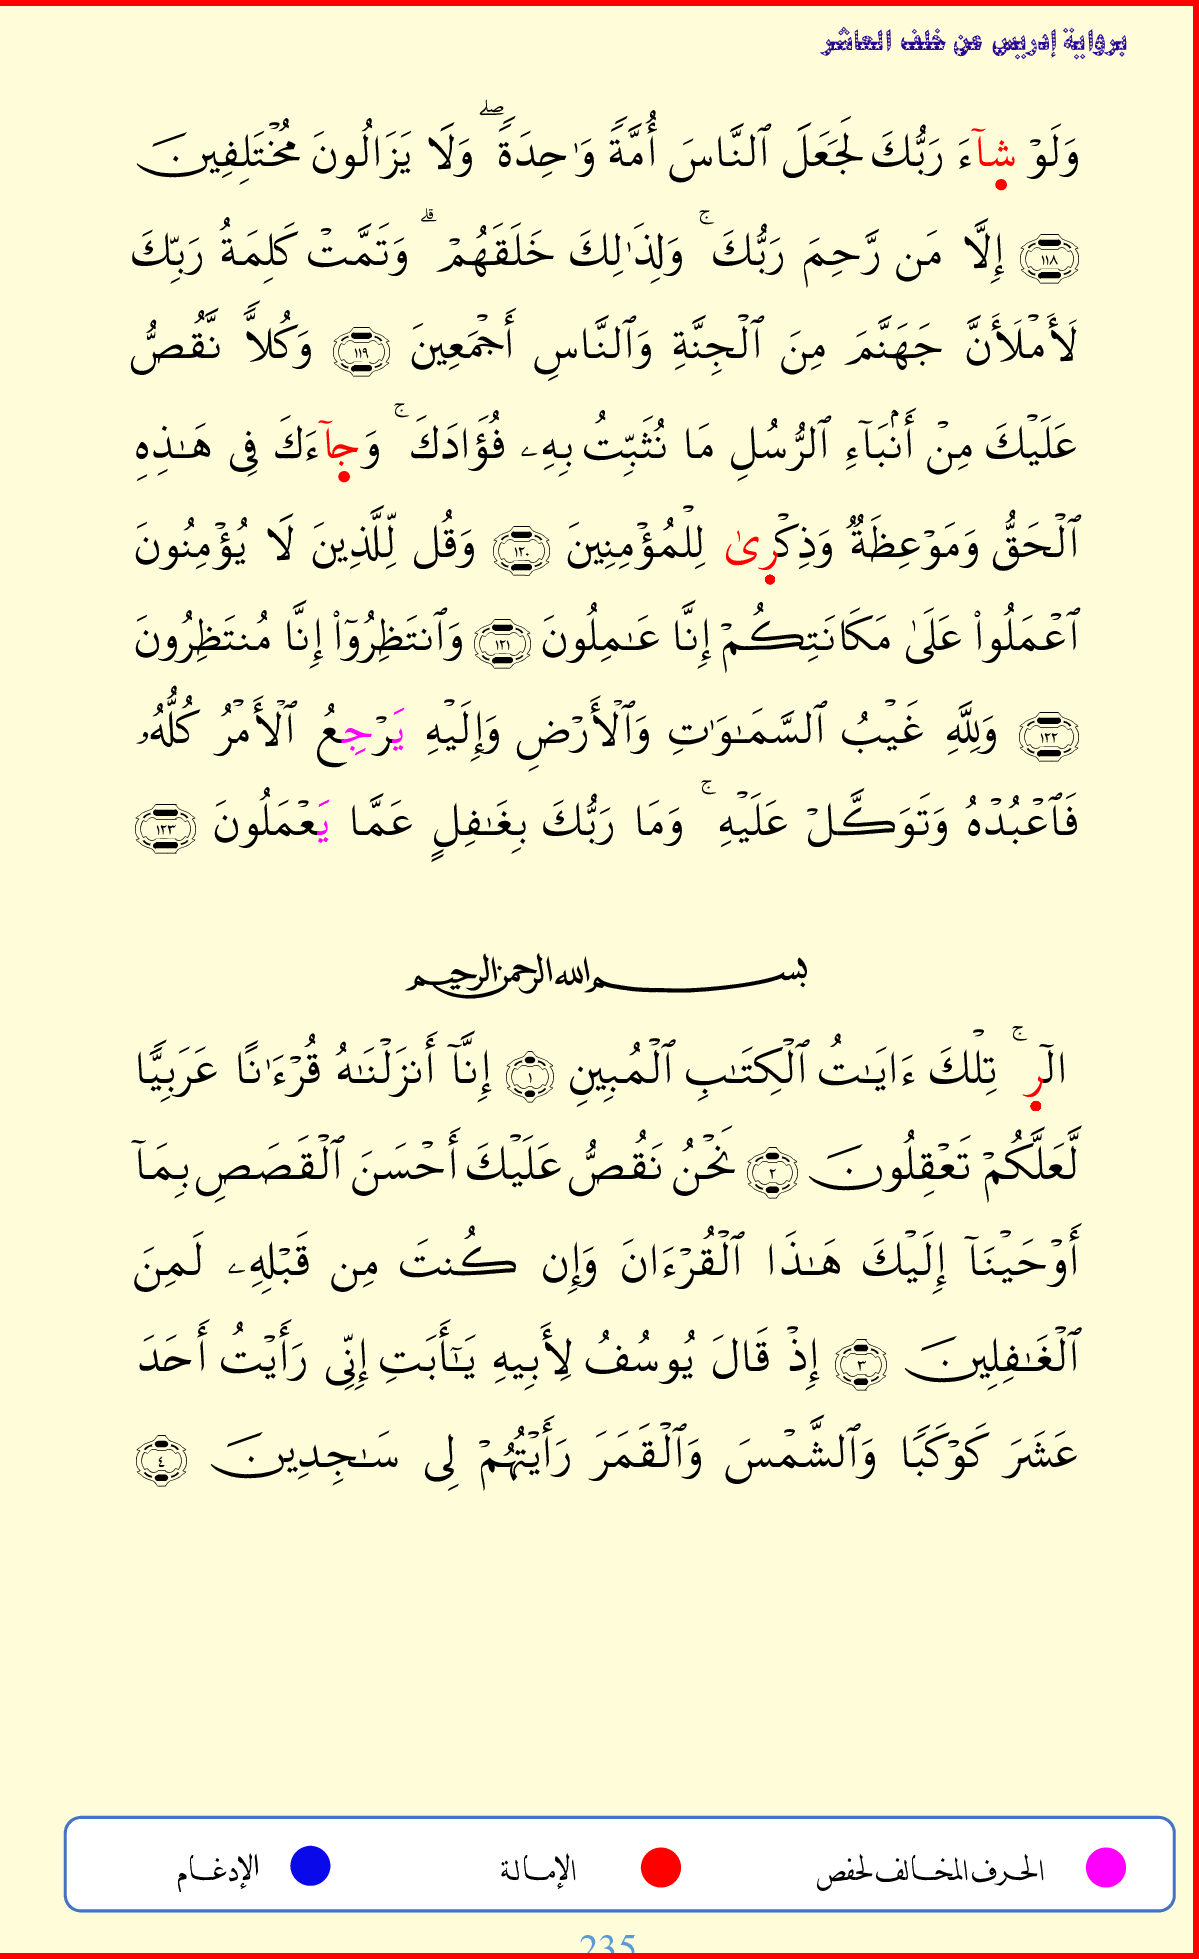 برواية إدريس عن خلف العاشر
وَلَوۡ شَآءَ رَبُّكَ لَجَعَلَ ٱلنَّاسَ أُمَّةٗ وَٰحِدَةٗۖ وَلَا يَزَالُونَ مُخۡتَلِفِينَ
١١٨ إِلَّا مَن رَّحِمَ رَبُّكَۚ وَلِذَٰلِكَ خَلَقَهُمۡۗ وَتَمَّتۡ كَلِمَةُ رَبِّكَ
لَأَمۡلَأَنَّ جَهَنَّمَ مِنَ ٱلۡجِنَّةِ وَٱلنَّاسِ أَجۡمَعِينَ ١١٩ وَكُلّاٗ نَّقُصُّ
عَلَيۡكَ مِنۡ أَنۢبَآءِ ٱلرُّسُلِ مَا نُثَبِّتُ بِهِۦ فُؤَادَكَۚ وَجَآءَكَ فِي هَٰذِهِ
ٱلۡحَقُّ وَمَوۡعِظَةٞ وَذِكۡرِىٰ لِلۡمُؤۡمِنِينَ ١٢٠ وَقُل لِّلَّذِينَ لَا يُؤۡمِنُونَ
ٱعۡمَلُواْ عَلَىٰ مَكَانَتِكُمۡ إِنَّا عَٰمِلُونَ ١٢١ وَٱنتَظِرُوٓاْ إِنَّا مُنتَظِرُونَ
١٢٢ وَلِلَّهِ غَيۡبُ ٱلسَّمَٰوَٰتِ وَٱلۡأَرۡضِ وَإِلَيۡهِ يَرۡجِعُ ٱلۡأَمۡرُ كُلُّهُۥ
فَٱعۡبُدۡهُ وَتَوَكَّلۡ عَلَيۡهِۚ وَمَا رَبُّكَ بِغَٰفِلٍ عَمَّا يَعۡمَلُونَ ١٢٣
بسم الله الرحمن الرحيم
الٓرۚ تِلۡكَ ءَايَٰتُ ٱلۡكِتَٰبِ ٱلۡمُبِينِ ١ إِنَّآ أَنزَلۡنَٰهُ قُرۡءَٰنًا عَرَبِيّٗا
لَّعَلَّكُمۡ تَعۡقِلُونَ ٢ نَحۡنُ نَقُصُّ عَلَيۡكَ أَحۡسَنَ ٱلۡقَصَصِ بِمَآ
أَوۡحَيۡنَآ إِلَيۡكَ هَٰذَا ٱلۡقُرۡءَانَ وَإِن كُنتَ مِن قَبۡلِهِۦ لَمِنَ
ٱلۡغَٰفِلِينَ ٣ إِذۡ قَالَ يُوسُفُ لِأَبِيهِ يَٰٓأَبَتِ إِنِّي رَأَيۡتُ أَحَدَ
عَشَرَ كَوۡكَبٗا وَٱلشَّمۡسَ وَٱلۡقَمَرَ رَأَيۡتُهُمۡ لِي سَٰجِدِينَ ٤
الحرف المخالف لحفص الإمالة الإدغام
235